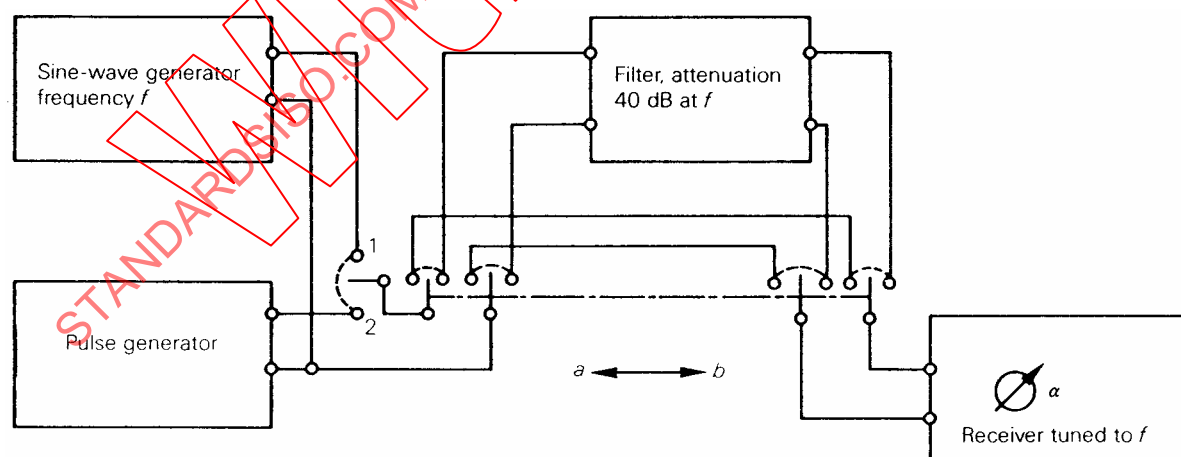 Sine-wave generator
frequency f
Filter, attenuation
40 dB at f
STANDARDSISO.COM
1
2
Pulse generator
a
b
α
Receiver tuned to f